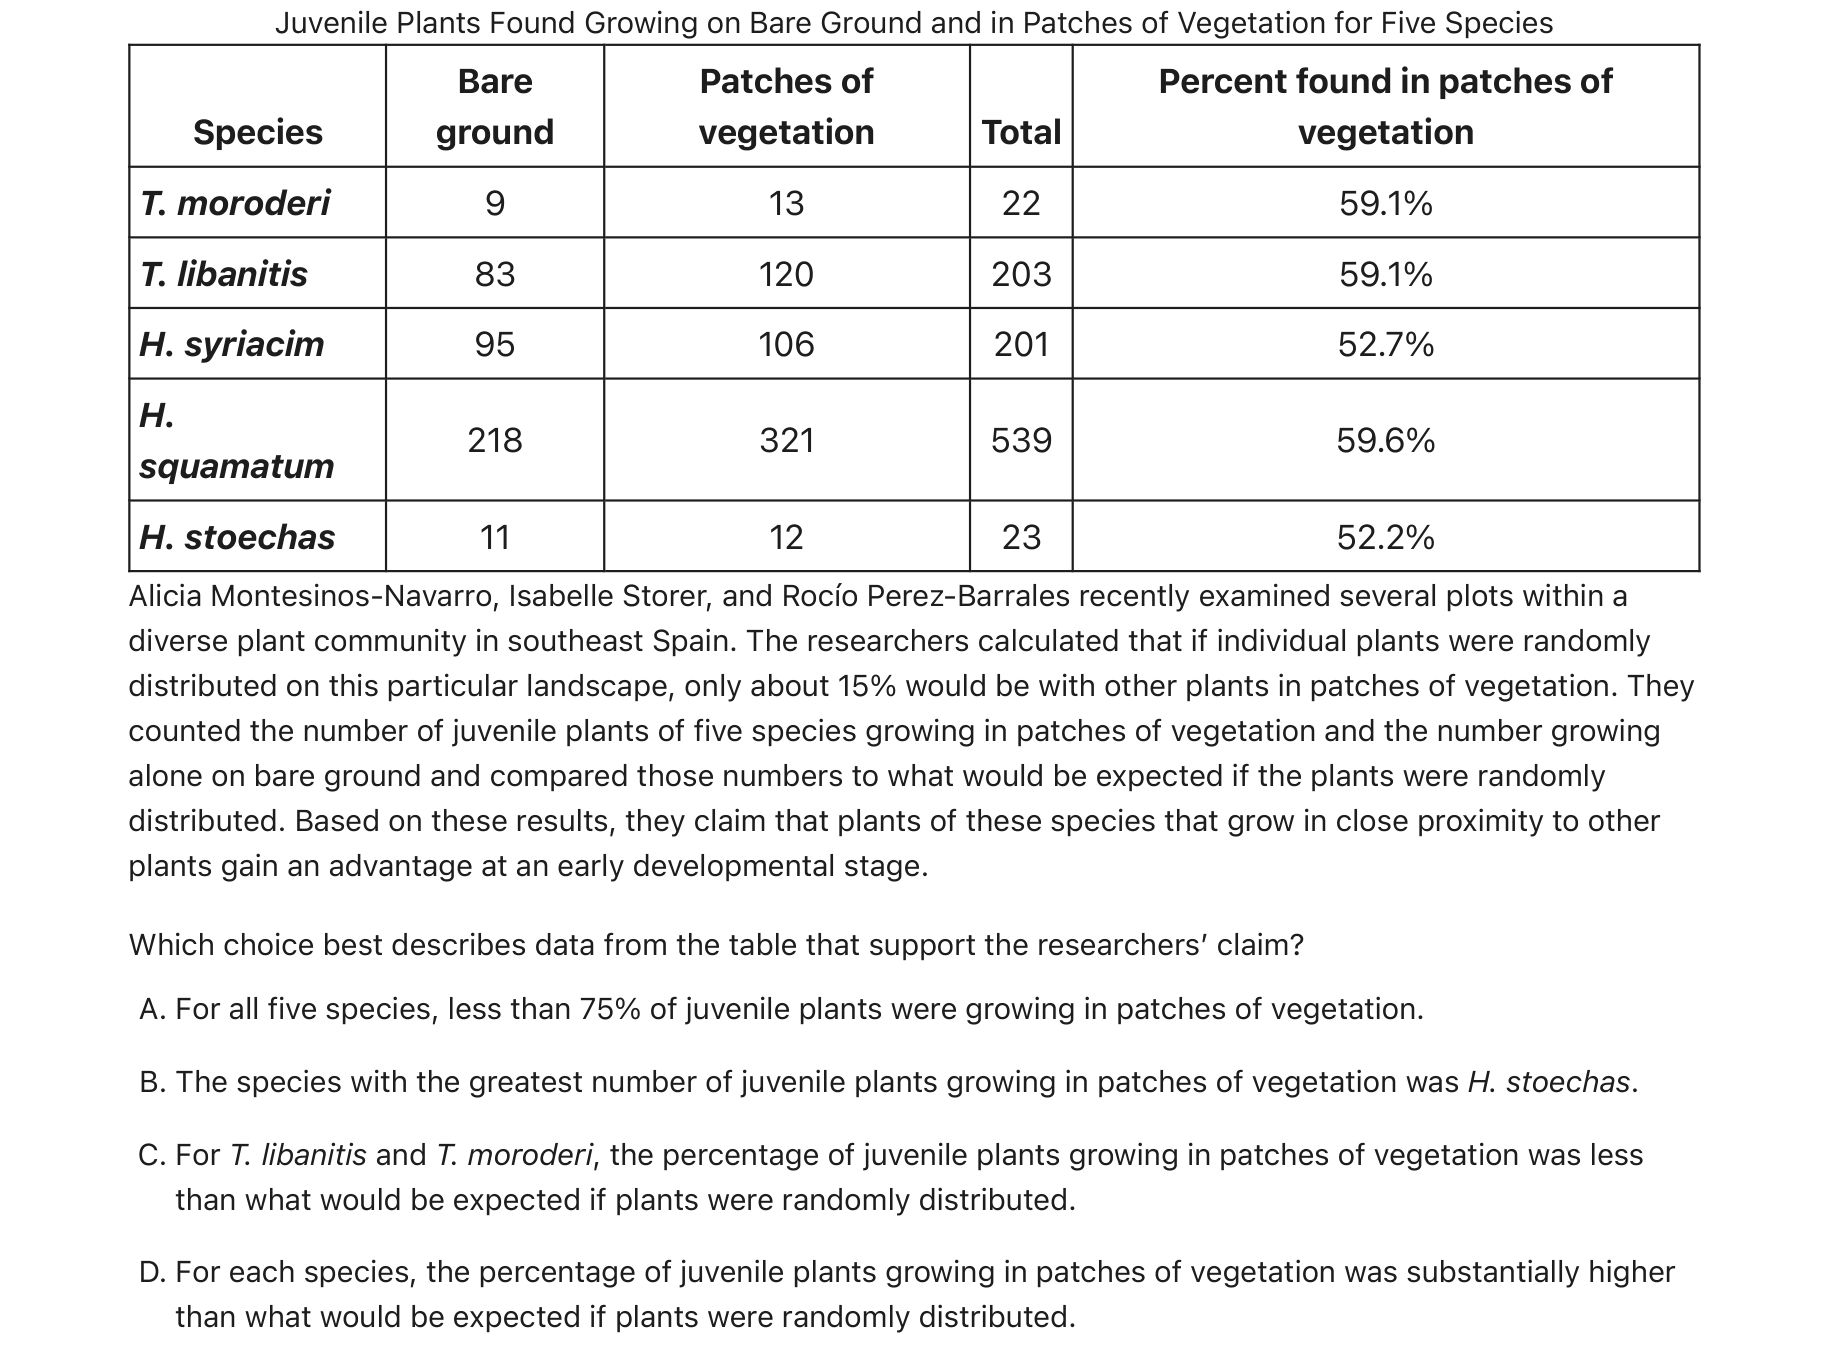 Juvenile Plants Found Growing on Bare Ground and in Patches of Vegetation for Five Species
Species | Bare ground | Patches of vegetation | Total | Percent found in patches of vegetation
T. moroderi | 9 | 13 | 22 | 59.1%
T. libanitis | 83 | 120 | 203 | 59.1%
H. syriacim | 95 | 106 | 201 | 52.7%
H. squamatum | 218 | 321 | 539 | 59.6%
H. stoechas | 11 | 12 | 23 | 52.2%
Alicia Montesinos-Navarro, Isabelle Storer, and Rocío Perez-Barrales recently examined several plots within a
diverse plant community in southeast Spain. The researchers calculated that if individual plants were randomly
distributed on this particular landscape, only about 15% would be with other plants in patches of vegetation. They
counted the number of juvenile plants of five species growing in patches of vegetation and the number growing
alone on bare ground and compared those numbers to what would be expected if the plants were randomly
distributed. Based on these results, they claim that plants of these species that grow in close proximity to other
plants gain an advantage at an early developmental stage.
Which choice best describes data from the table that support the researchers’ claim?
A. For all five species, less than 75% of juvenile plants were growing in patches of vegetation.
B. The species with the greatest number of juvenile plants growing in patches of vegetation was H. stoechas.
C. For T. libanitis and T. moroderi, the percentage of juvenile plants growing in patches of vegetation was less
than what would be expected if plants were randomly distributed.
D. For each species, the percentage of juvenile plants growing in patches of vegetation was substantially higher
than what would be expected if plants were randomly distributed.